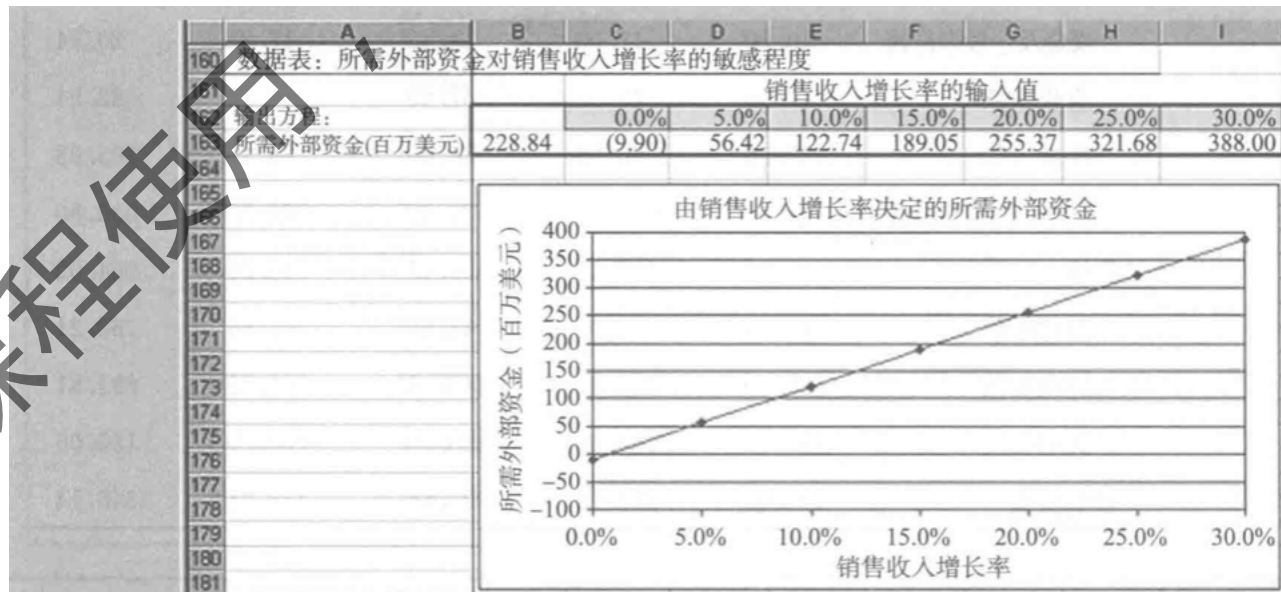 A B C D E F G H I
160 数据表：所需外部资金对销售收入增长率的敏感程度
161 销售收入增长率的输入值
162 输出方程： 0.0% 5.0% 10.0% 15.0% 20.0% 25.0% 30.0%
163 所需外部资金(百万美元) 228.84 (9.90) 56.42 122.74 189.05 255.37 321.68 388.00
164
165
166
167
168
169
170
171
172
173
174
175
176
177
178
179
180
181
由销售收入增长率决定的所需外部资金
所需外部资金（百万美元）
400
350
300
250
200
150
100
50
0
-50
-100
0.0% 5.0% 10.0% 15.0% 20.0% 25.0% 30.0%
销售收入增长率
课程使用，